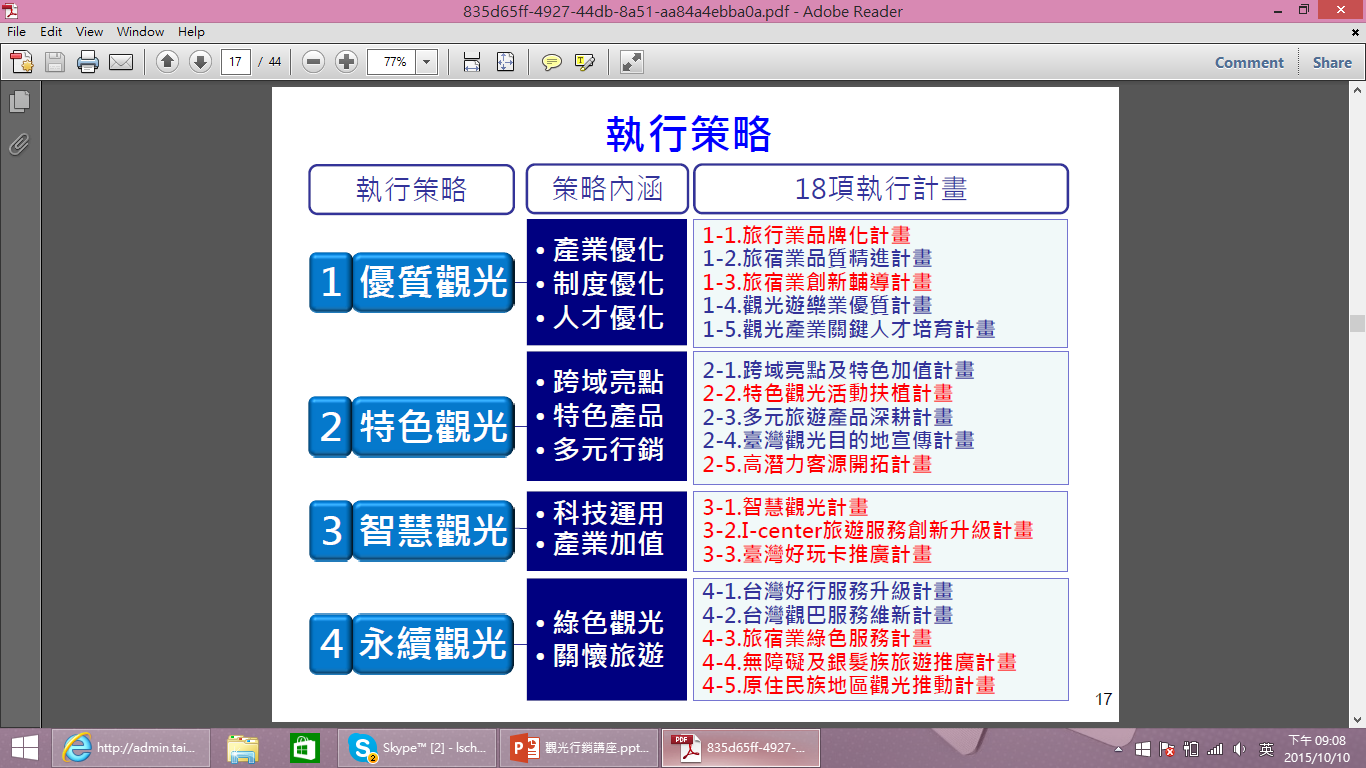 835d65ff-4927-44db-8a51-aa84a4ebba0a.pdf - Adobe Reader
File Edit View Window Help
17 / 44 77% Comment Share
執行策略
執行策略 策略內涵 18項執行計畫
1 優質觀光
• 產業優化
• 制度優化
• 人才優化
1-1.旅行業品牌化計畫
1-2.旅宿業品質精進計畫
1-3.旅宿業創新輔導計畫
1-4.觀光遊樂業優質計畫
1-5.觀光產業關鍵人才培育計畫
2 特色觀光
• 跨域亮點
• 特色產品
• 多元行銷
2-1.跨域亮點及特色加值計畫
2-2.特色觀光活動扶植計畫
2-3.多元旅遊產品深耕計畫
2-4.臺灣觀光目的地宣傳計畫
2-5.高潛力客源開拓計畫
3 智慧觀光
• 科技運用
• 產業加值
3-1.智慧觀光計畫
3-2.I-center旅遊服務創新升級計畫
3-3.臺灣好玩卡推廣計畫
4 永續觀光
• 綠色觀光
• 關懷旅遊
4-1.台灣好行服務升級計畫
4-2.台灣觀巴服務維新計畫
4-3.旅宿業綠色服務計畫
4-4.無障礙及銀髮族旅遊推廣計畫
4-5.原住民族地區觀光推動計畫
17
http://admin.tai... Skype™ [2] - lsch... 觀光行銷講座.ppt... 835d65ff-4927-... 英 下午 09:08
2015/10/10